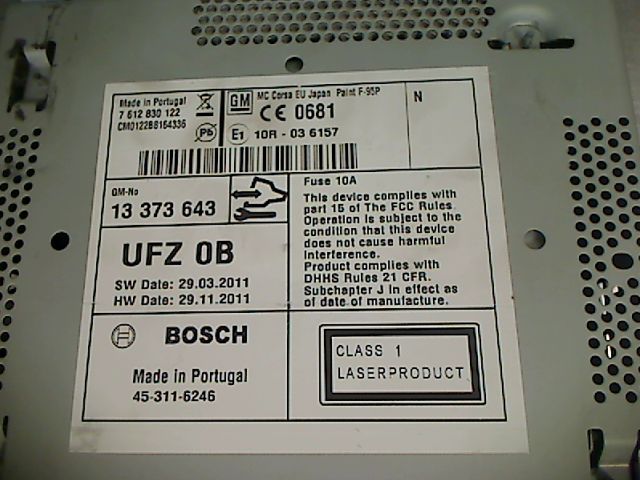 Made in Portugal
7 612 830 122
CM0122BS164336
Pb
GM
MC Corsa EU Japan Paint F-95P
CE 0681
E1 10R - 03 6157
N
GM-No
13 373 643
Fuse 10A
This device complies with
part 15 of The FCC Rules.
Operation is subject to the
condition that this device
does not cause harmful
interference.
Product complies with
DHHS Rules 21 CFR.
Subchapter J in effect as
of date of manufacture.
UFZ 0B
SW Date: 29.03.2011
HW Date: 29.11.2011
BOSCH
Made in Portugal
45-311-6246
CLASS 1
LASERPRODUCT